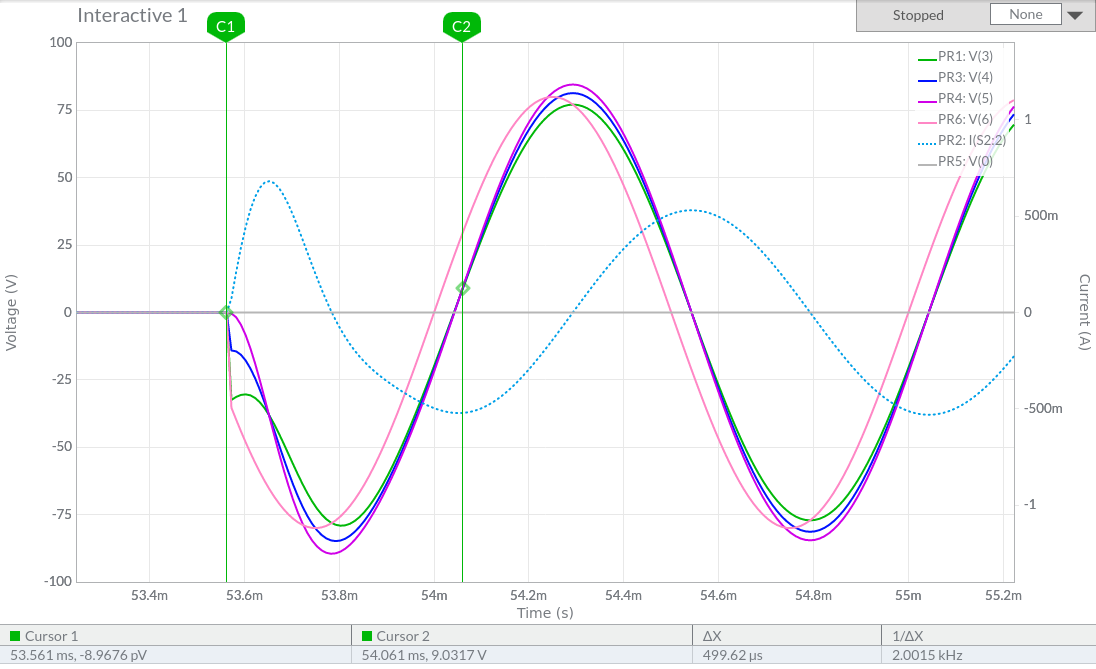 Interactive 1
Stopped
None
C1
C2
PR1: V(3)
PR3: V(4)
PR4: V(5)
PR6: V(6)
PR2: I(S2:2)
PR5: V(0)
100
75
50
25
0
-25
-50
-75
-100
Voltage (V)
1
500m
0
-500m
-1
Current (A)
53.4m 53.6m 53.8m 54m 54.2m 54.4m 54.6m 54.8m 55m 55.2m
Time (s)
Cursor 1 Cursor 2 ΔX 1/ΔX
53.561 ms, -8.9676 pV 54.061 ms, 9.0317 V 499.62 µs 2.0015 kHz